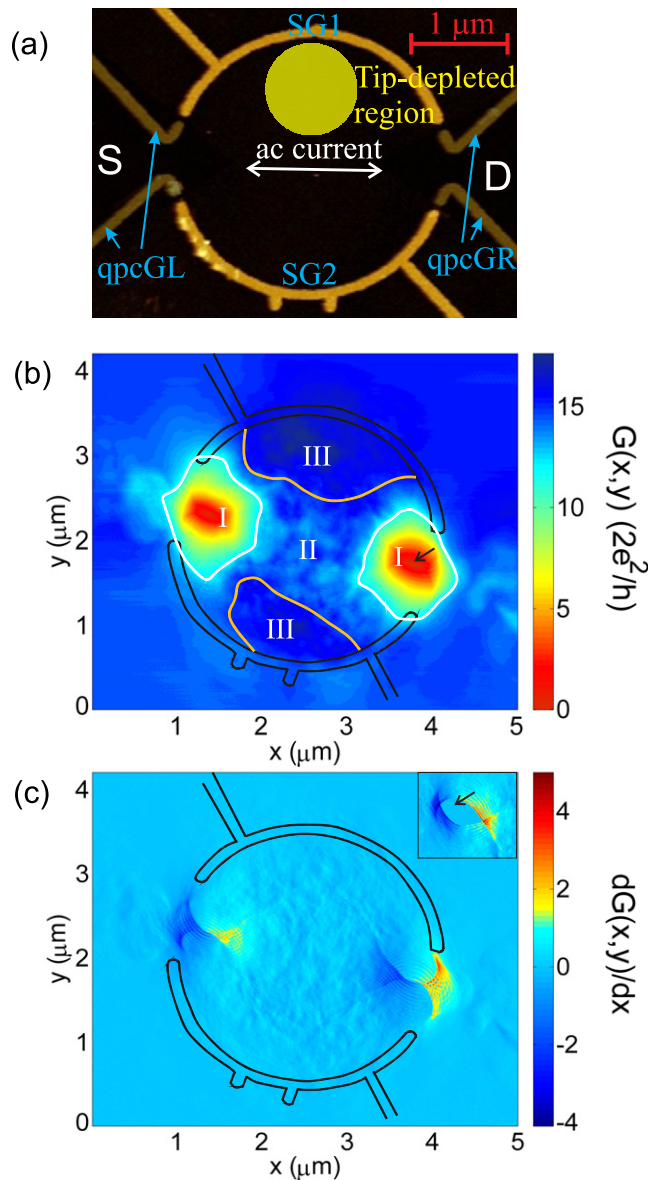 (a)
SG1
1 μm
Tip-depleted
region
ac current
S
D
qpcGL
SG2
qpcGR
(b)
4
3
2
1
0
y (μm)
III
I
II
I
III
1
2
3
4
5
x (μm)
15
10
5
0
G(x,y) (2e²/h)
(c)
4
3
2
1
0
y (μm)
1
2
3
4
5
x (μm)
4
2
0
-2
-4
dG(x,y)/dx